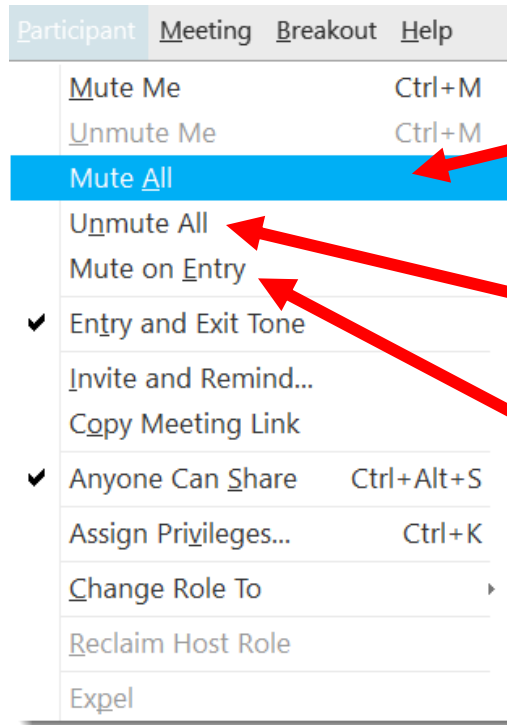 Participant Meeting Breakout Help
Mute Me Ctrl+M
Unmute Me Ctrl+M
Mute All
Unmute All
Mute on Entry
Entry and Exit Tone
Invite and Remind...
Copy Meeting Link
Anyone Can Share Ctrl+Alt+S
Assign Privileges... Ctrl+K
Change Role To
Reclaim Host Role
Expel